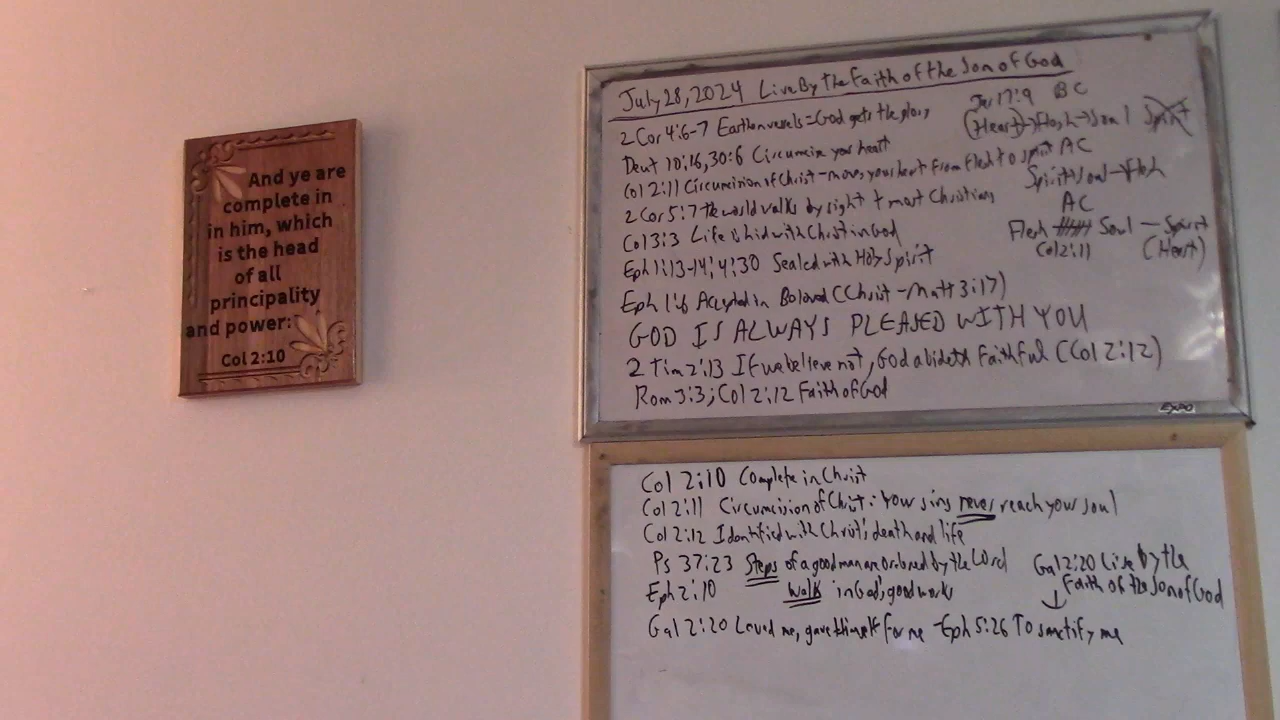 And ye are
complete in
in him, which
is the head
of all
principality
and power:
Col 2:10
July 28, 2024 Live By the Faith of the Son of God
2 Cor 4:6-7 Earthen vessels = God gets the glory
Deut 10:16, 30:6 Circumcise your heart
Col 2:11 Circumcision of Christ - moves your heart from Flesh to spirit
2 Cor 5:7 the world walks by sight + most Christians
Col 3:3 Life is hid with Christ in God
Eph 1:13-14; 4:30 Sealed with Holy Spirit
Eph 1:6 Accepted in Beloved (Christ - Matt 3:17)
GOD IS ALWAYS PLEASED WITH YOU
2 Tim 2:13 If we believe not, God abideth Faithful (Col 2:12)
Rom 3:3; Col 2:12 Faith of God
Jer 17:9 BC
(Heart) → Flesh → Soul Spirit
AC
Spirit → Soul → Flesh
AC
Flesh Soul - Spirit
Col 2:11 (Heart)
EXPO
Col 2:10 Complete in Christ
Col 2:11 Circumcision of Christ: Your sins never reach your soul
Col 2:12 Identified with Christ's death and life
Ps 37:23 Steps of a good man are ordered by the Lord
Eph 2:10 walk in God's good works
Gal 2:20 Loved me, gave himself for me - Eph 5:26 To sanctify me
Gal 2:20 Live by the
Faith of the Son of God